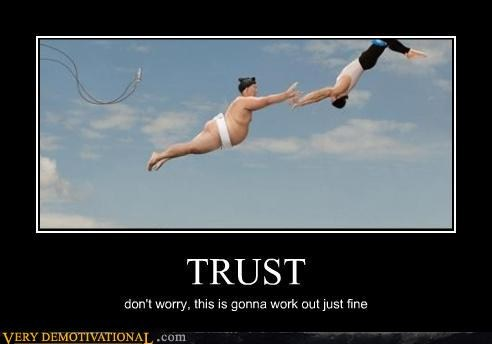 TRUST
don't worry, this is gonna work out just fine
VERY DEMOTIVATIONAL.com